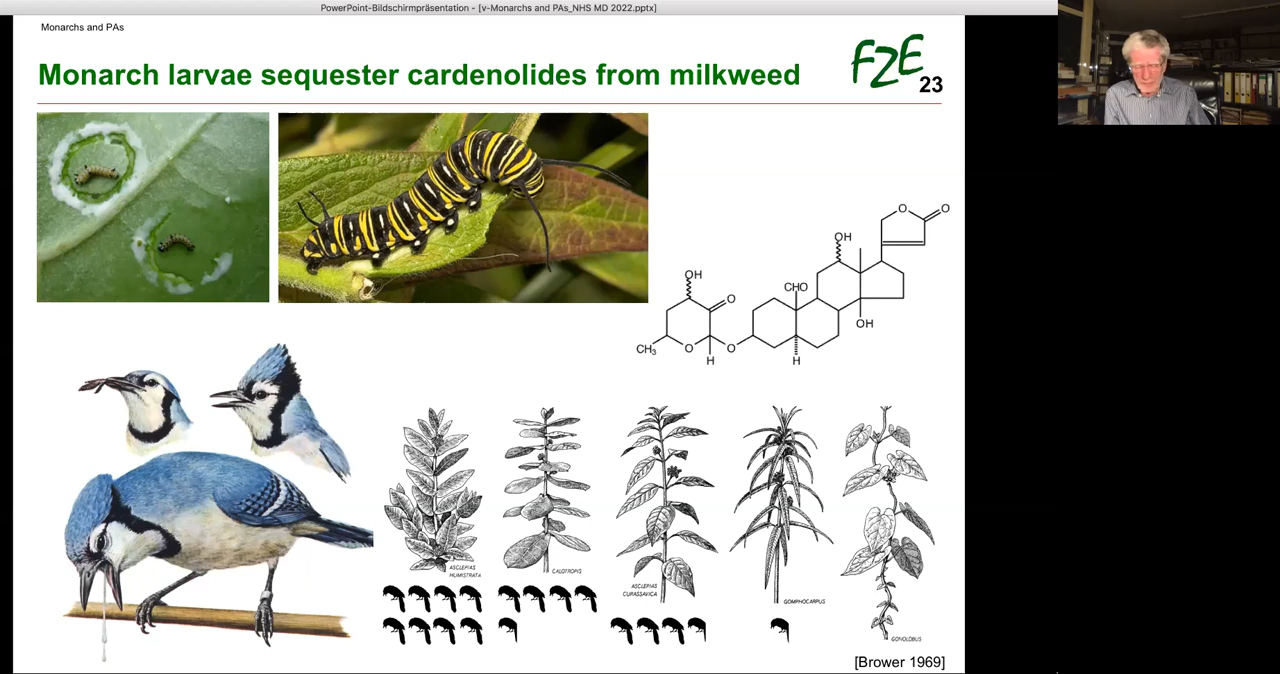 PowerPoint-Bildschirmpräsentation - [v-Monarchs and PAs_NHS MD 2022.pptx]
Monarchs and PAs
Monarch larvae sequester cardenolides from milkweed
FZE
23
O
O
OH
OH
CHO
O
OH
CH3
O
O
H
H
ASCLEPIAS
HUMISTRATA
CALOTROPIS
ASCLEPIAS
CURASSAVICA
GOMPHOCARPUS
GONOLOBUS
[Brower 1969]